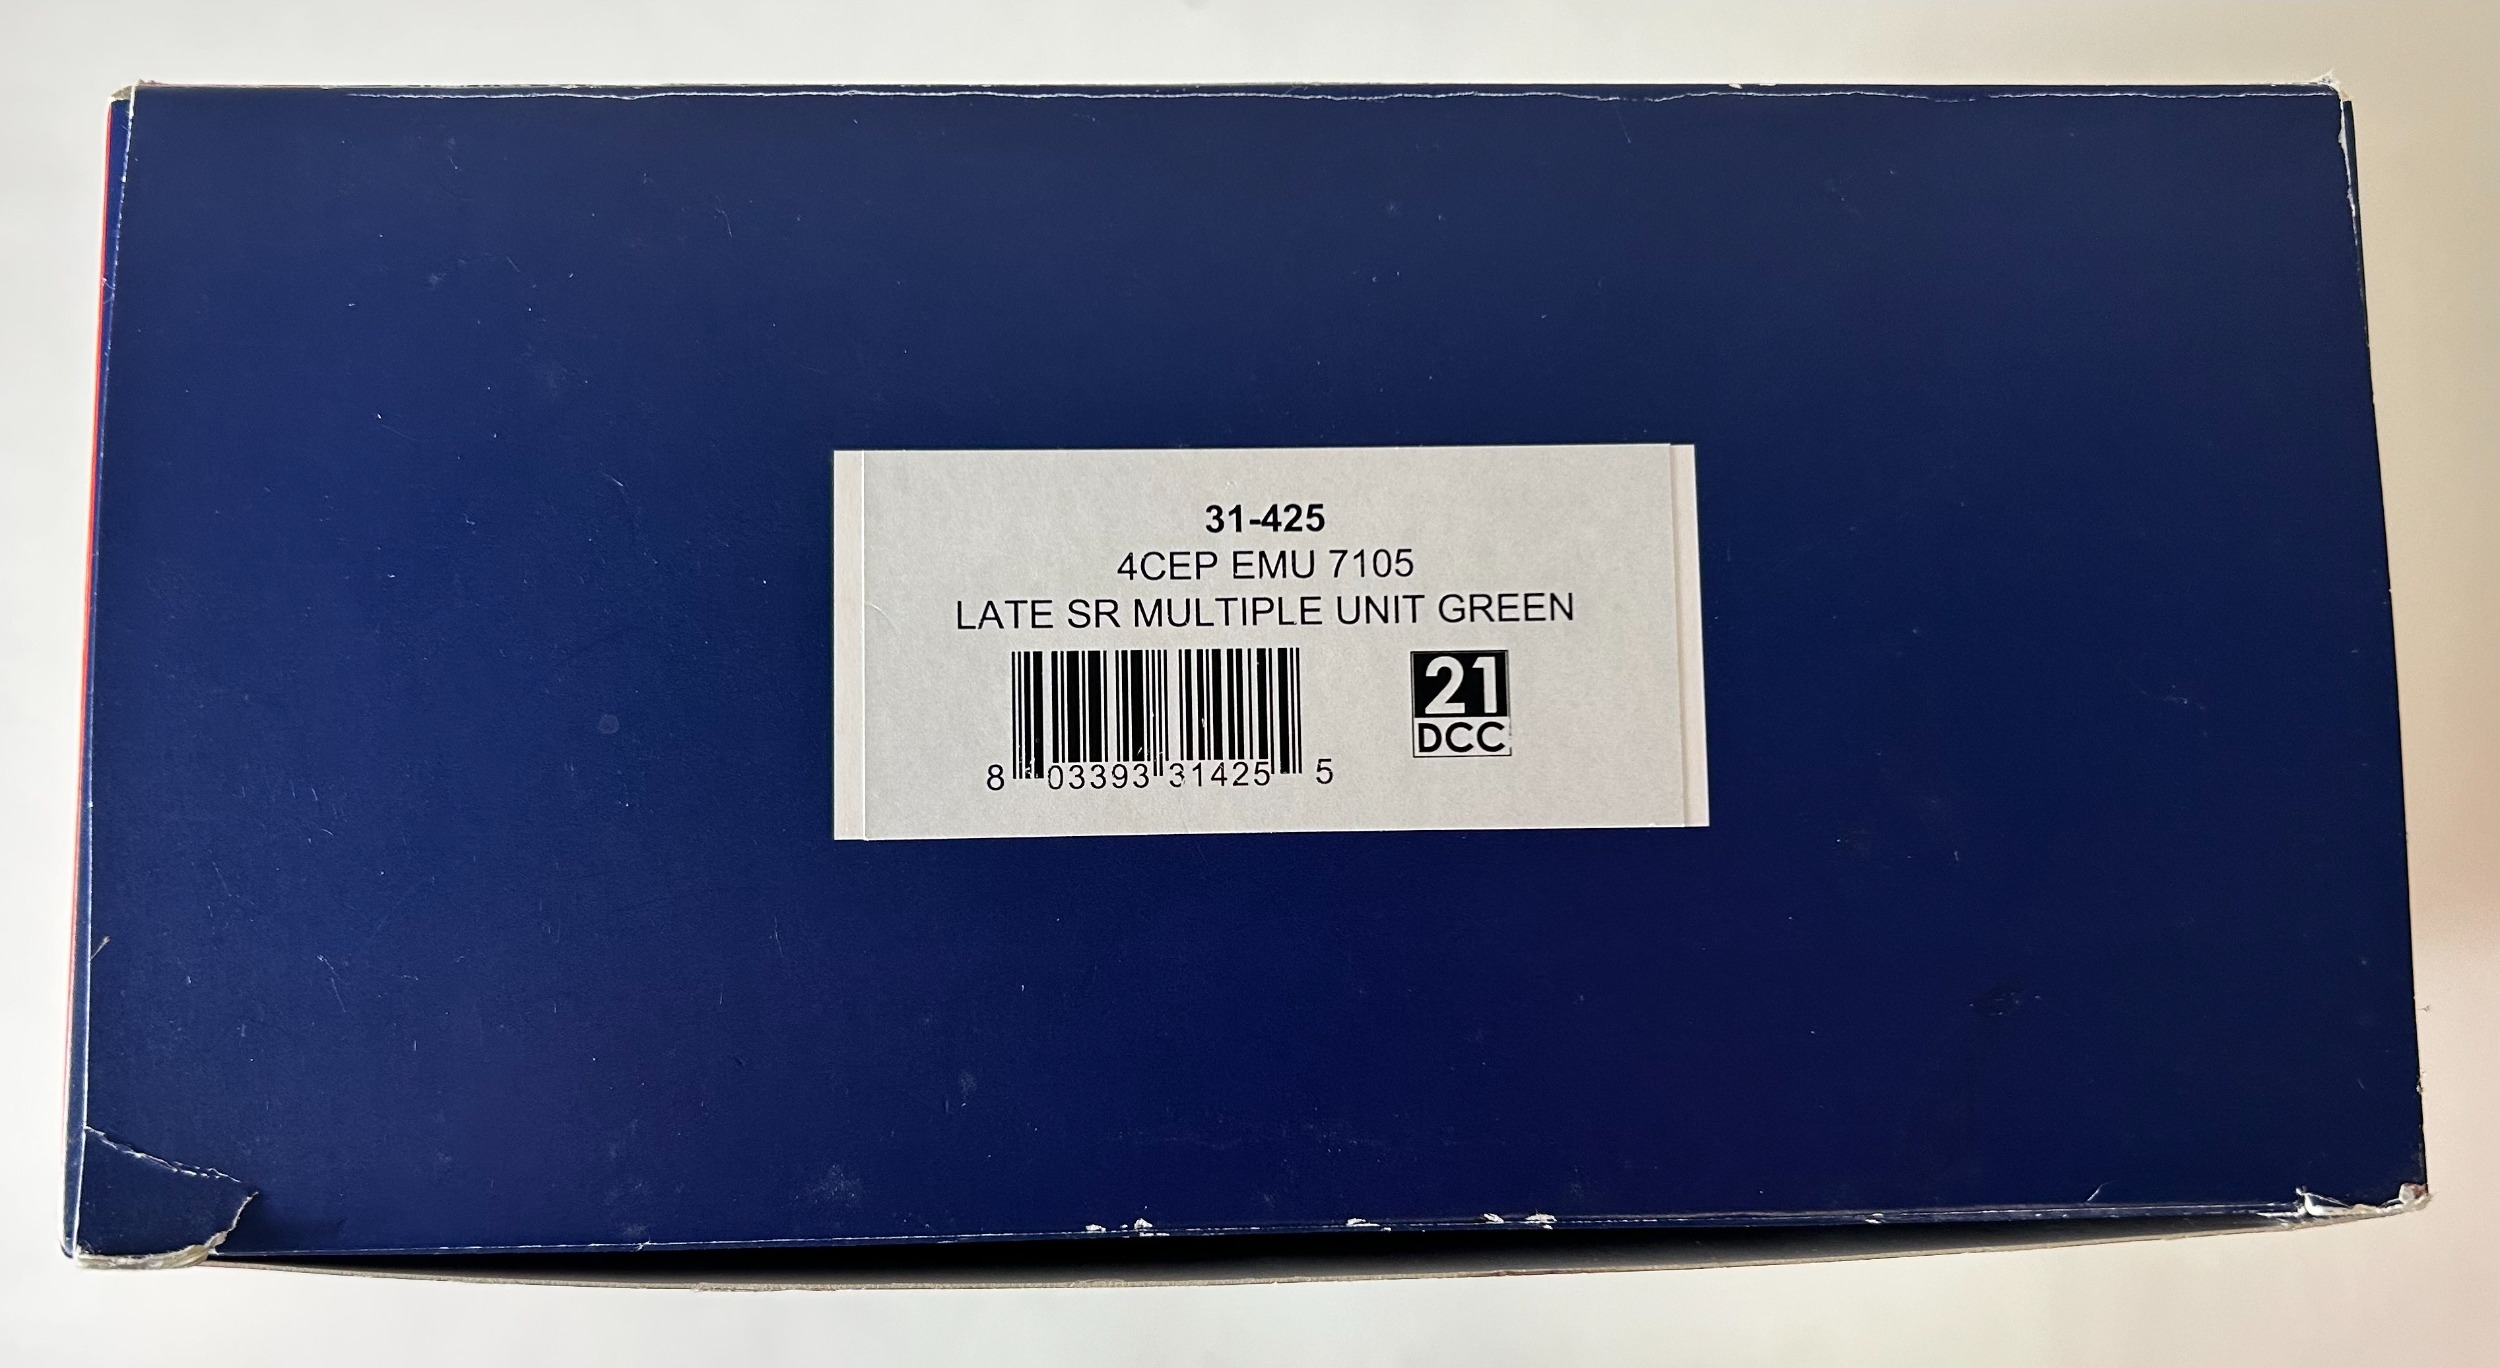 31-425
4CEP EMU 7105
LATE SR MULTIPLE UNIT GREEN
21
DCC
8 03393 31425 5